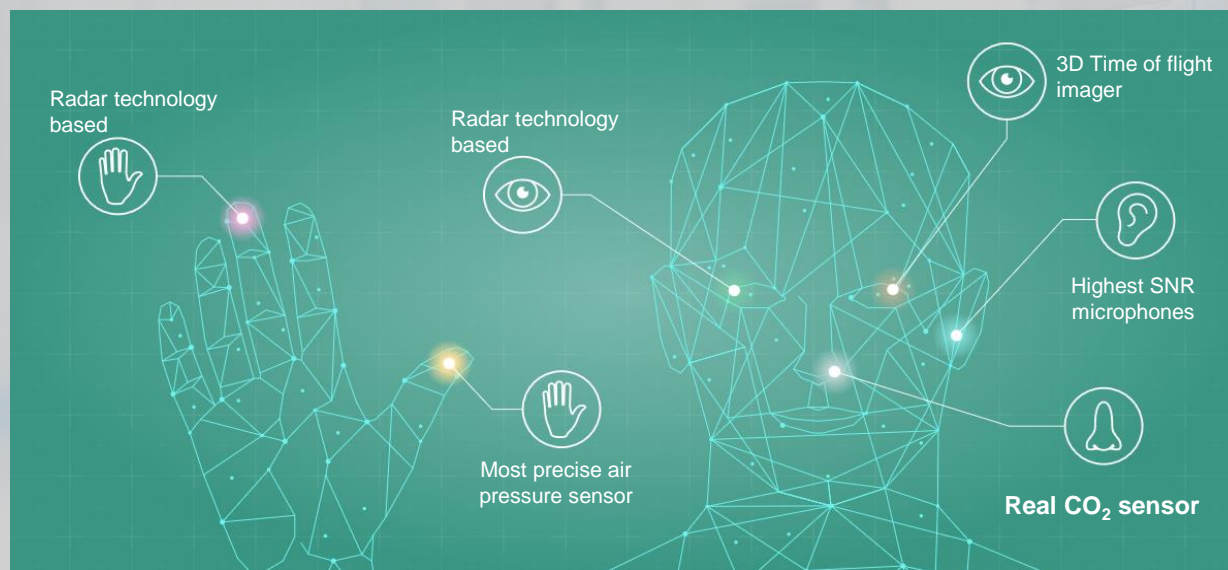 Radar technology
based
Radar technology
based
3D Time of flight
imager
Highest SNR
microphones
Most precise air
pressure sensor
Real CO₂ sensor